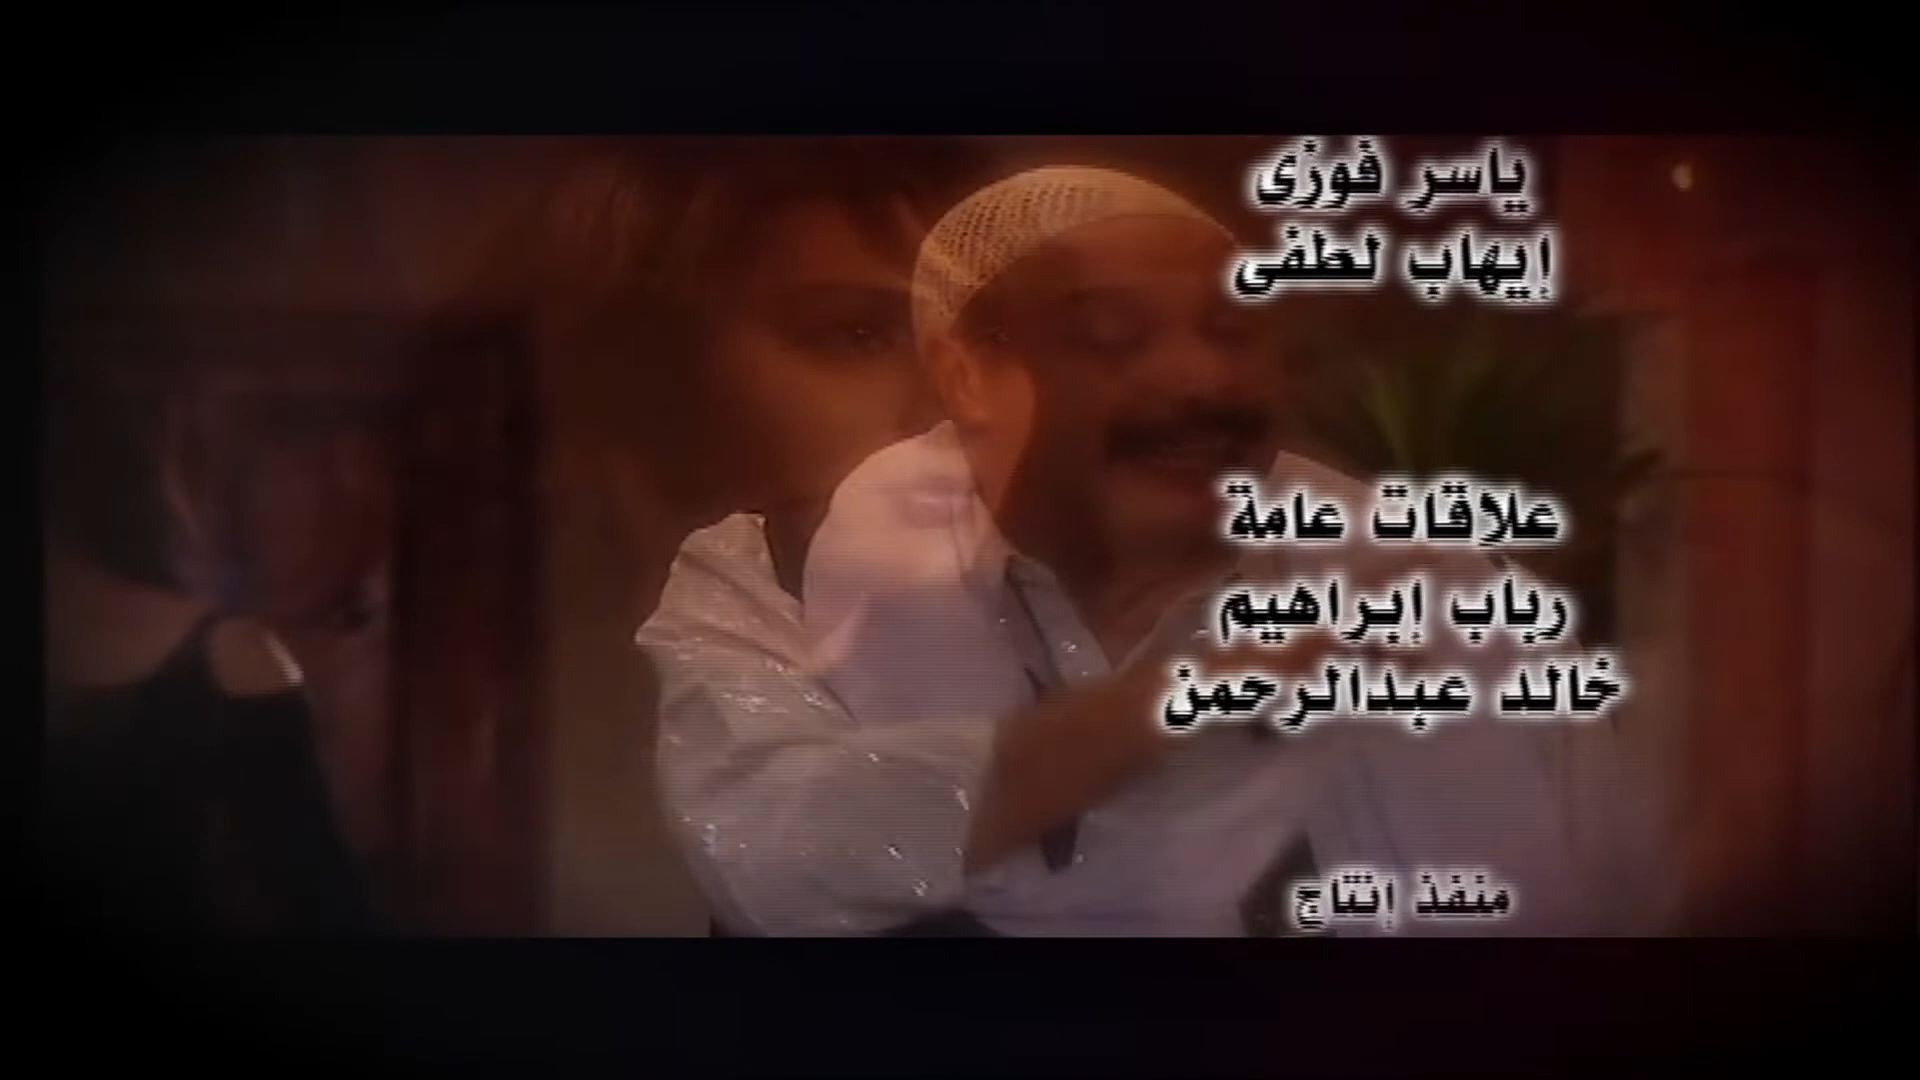 ياسر فوزى
إيهاب لطفى
علاقات عامة
رباب إبراهيم
خالد عبدالرحمن
منفذ إنتاج